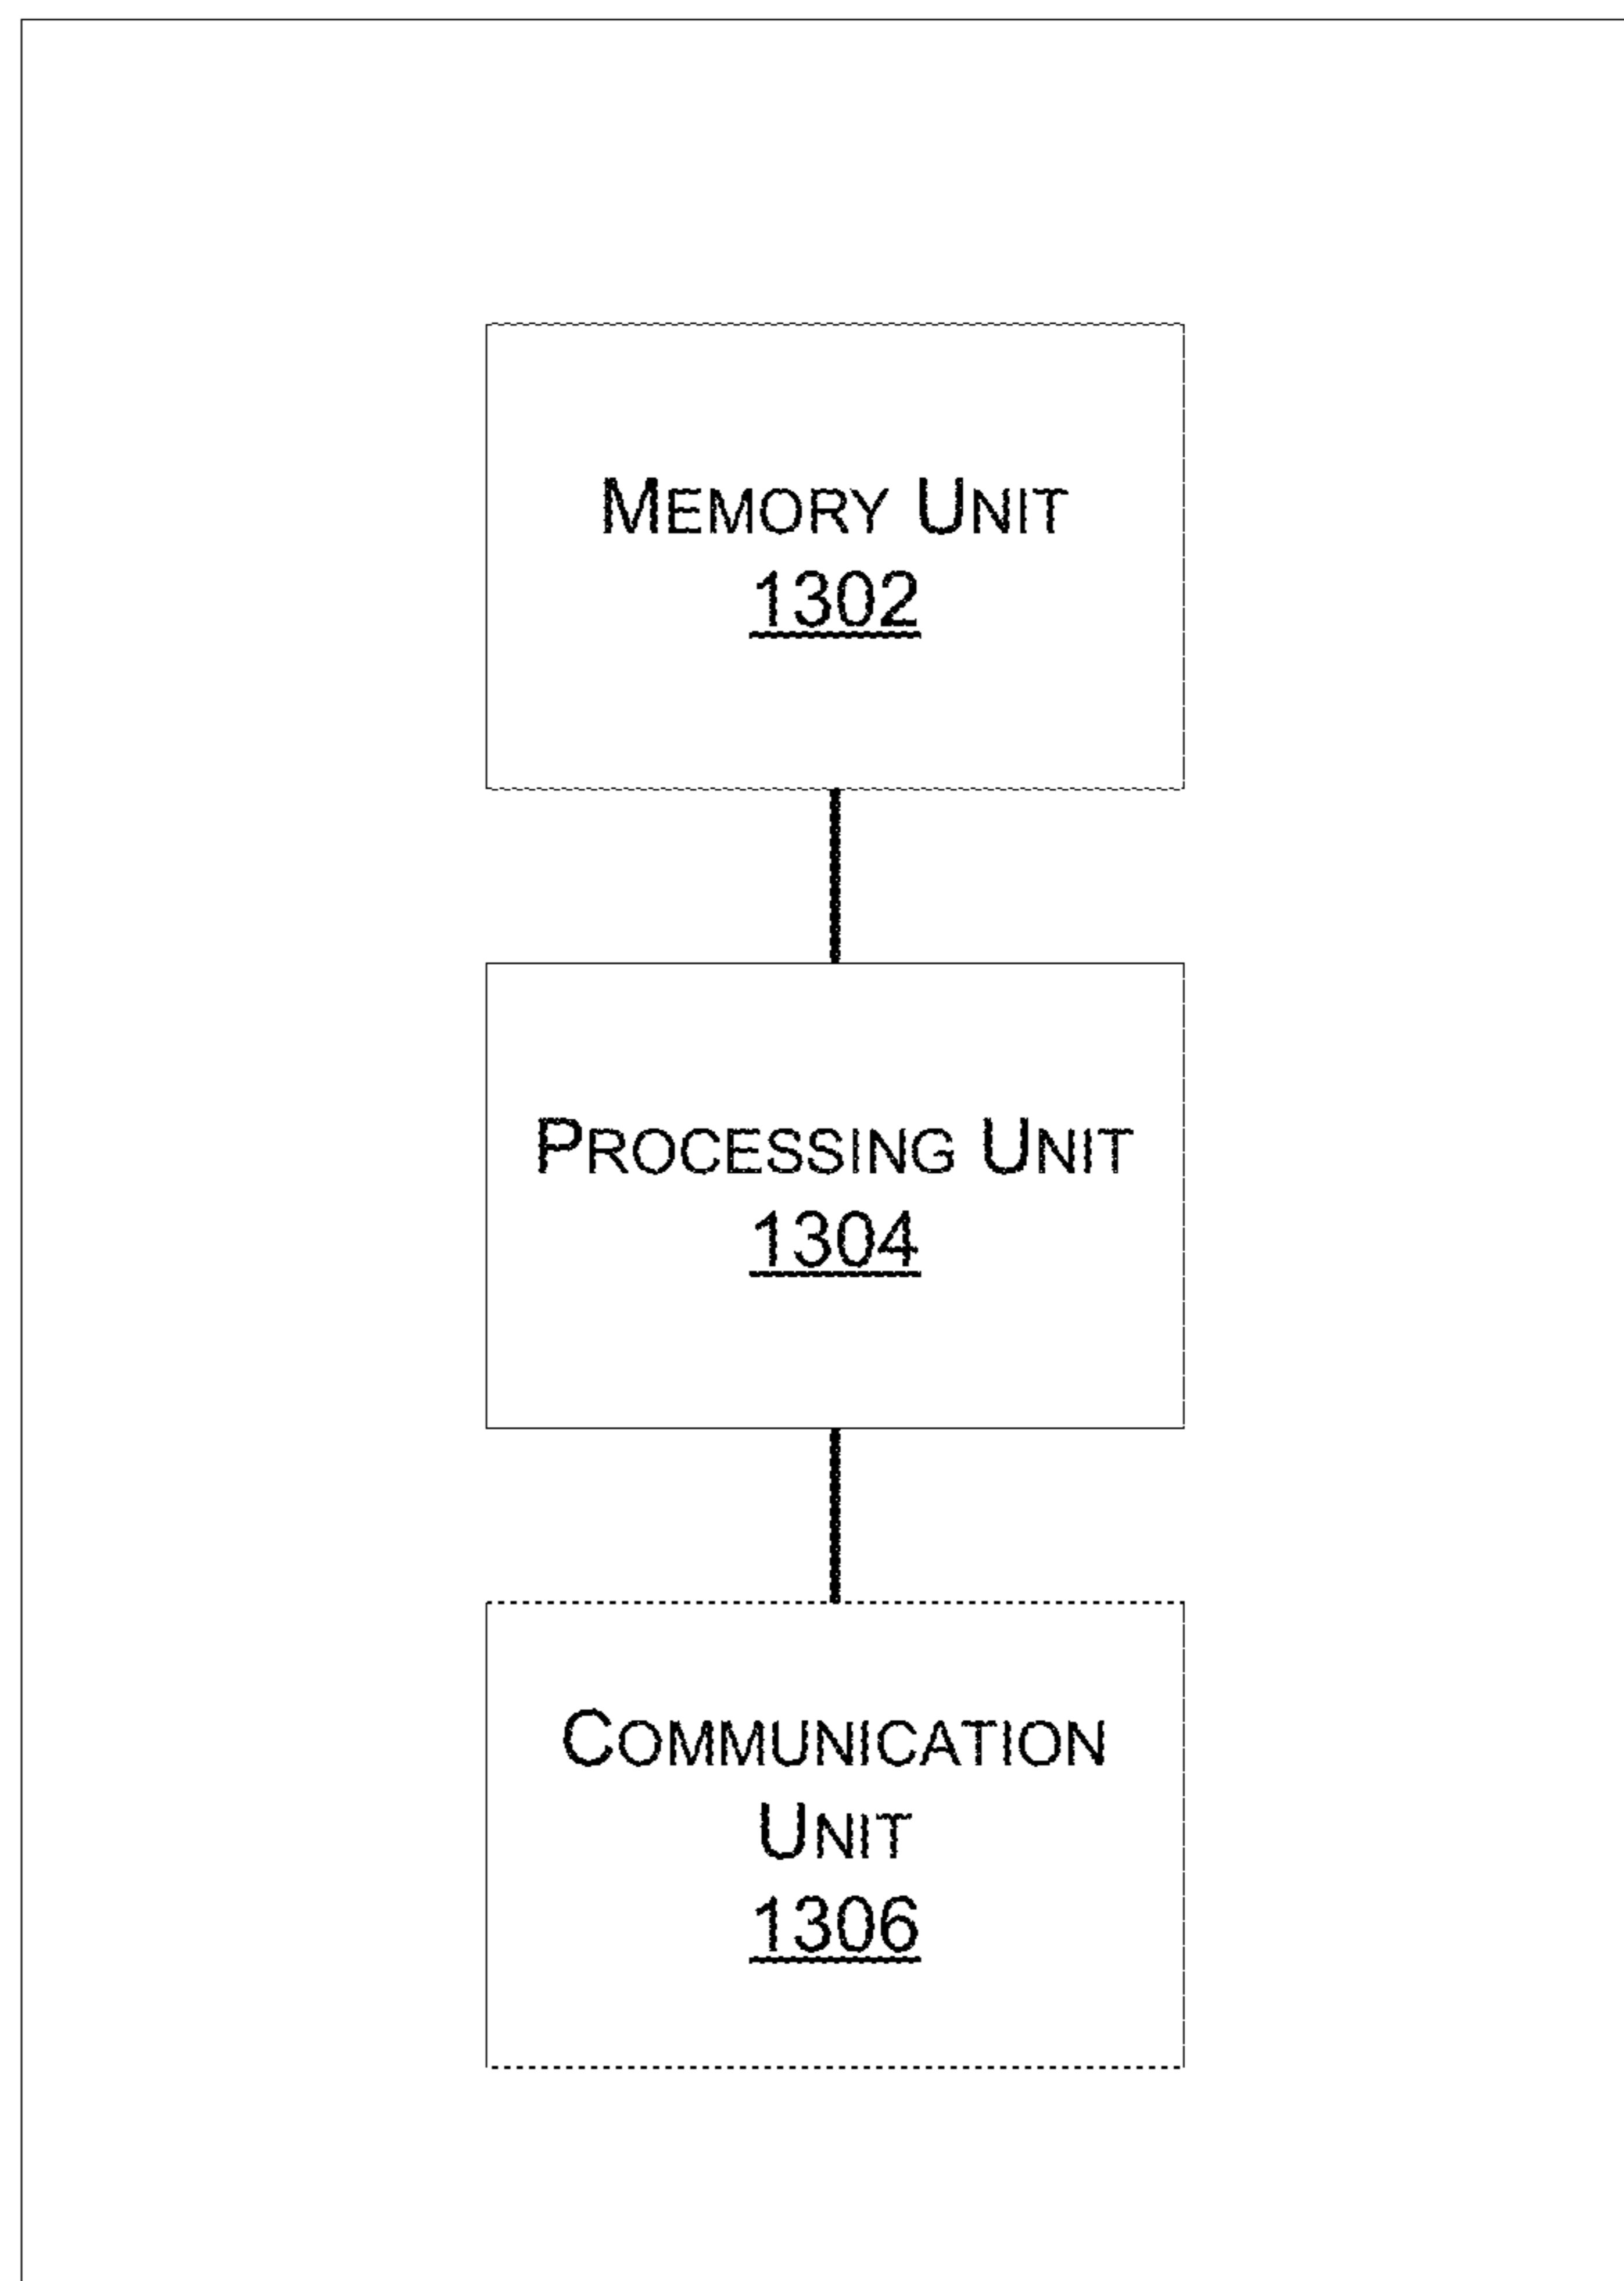 Memory Unit
1302
Processing Unit
1304
Communication
Unit
1306